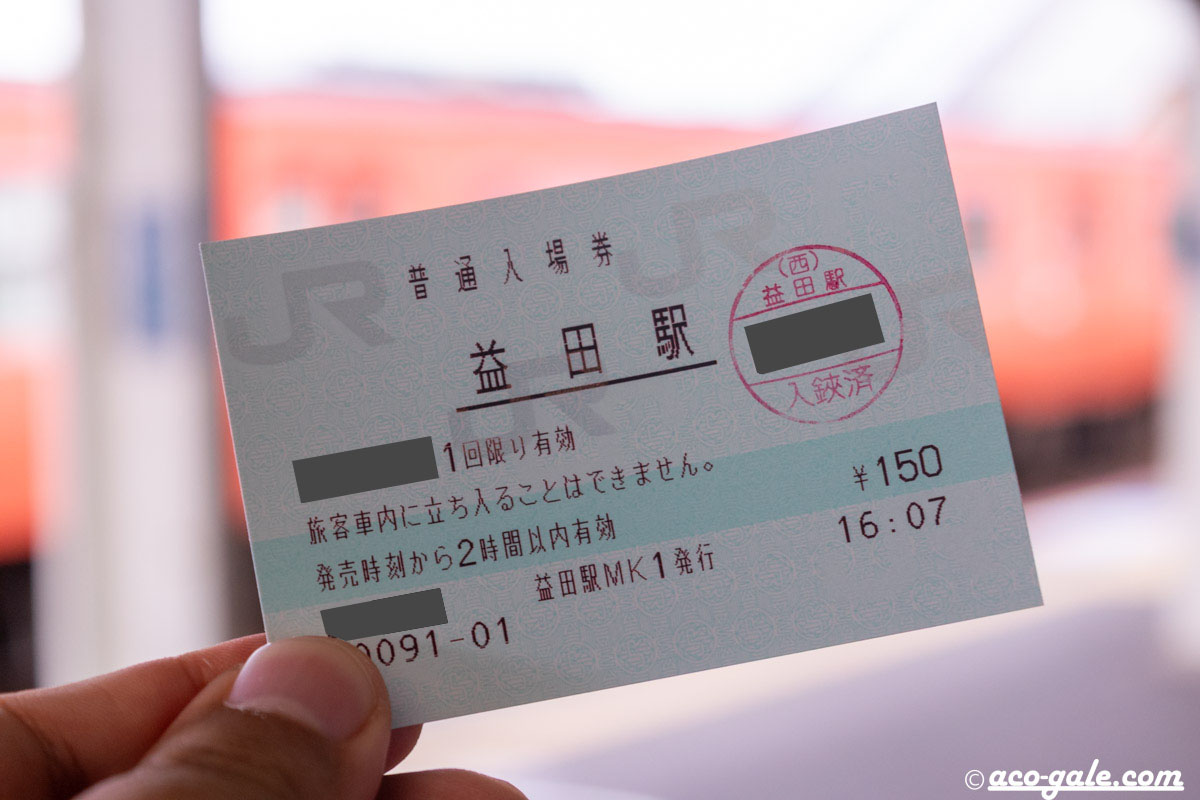 普通入場券
益田駅
(西)
益田駅
入鋏済
1回限り有効
旅客車内に立ち入ることはできません。
¥150
発売時刻から2時間以内有効
16:07
益田駅MK1発行
0091-01
JR
JR
JR
© aco-gale.com